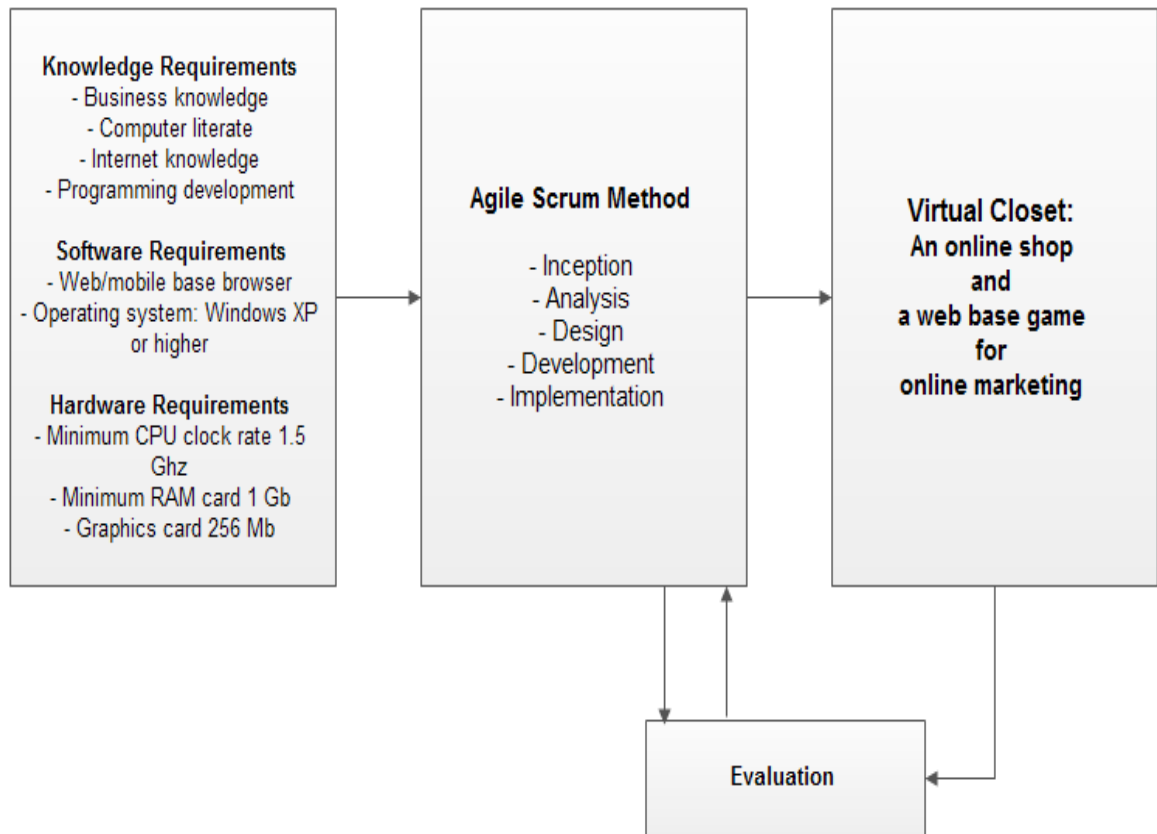 Knowledge Requirements
- Business knowledge
- Computer literate
- Internet knowledge
- Programming development
Software Requirements
- Web/mobile base browser
- Operating system: Windows XP
or higher
Hardware Requirements
- Minimum CPU clock rate 1.5
Ghz
- Minimum RAM card 1 Gb
- Graphics card 256 Mb
Agile Scrum Method
- Inception
- Analysis
- Design
- Development
- Implementation
Virtual Closet:
An online shop
and
a web base game
for
online marketing
Evaluation